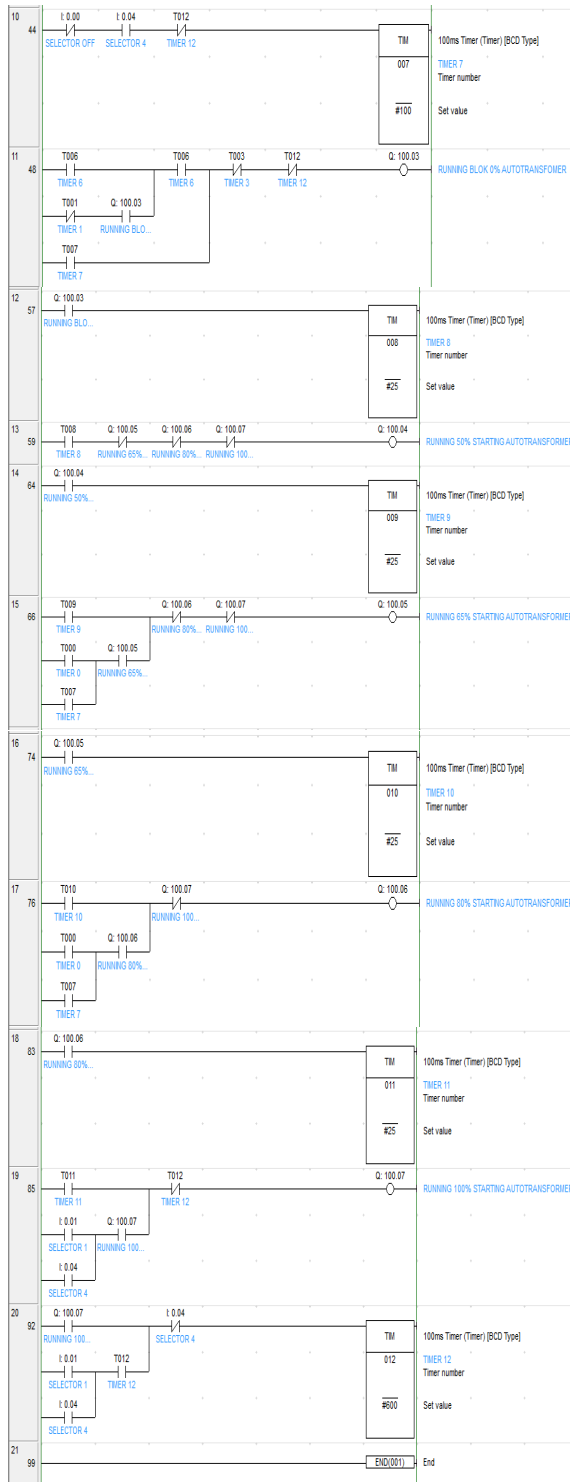 10
44
I: 0.00 I: 0.04 T012
SELECTOR OFF SELECTOR 4 TIMER 12
TIM 100ms Timer (Timer) [BCD Type]
007 TIMER 7
Timer number
#100 Set value
11
48
T006 T006 T003 T012 Q: 100.03
TIMER 6 TIMER 6 TIMER 3 TIMER 12 RUNNING BLOK 0% AUTOTRANSFOMER
T001 Q: 100.03
TIMER 1 RUNNING BLO...
T007
TIMER 7
12
57
Q: 100.03
RUNNING BLO...
TIM 100ms Timer (Timer) [BCD Type]
008 TIMER 8
Timer number
#25 Set value
13
59
T008 Q: 100.05 Q: 100.06 Q: 100.07 Q: 100.04
TIMER 8 RUNNING 65%... RUNNING 80%... RUNNING 100... RUNNING 50% STARTING AUTOTRANSFORMER
14
64
Q: 100.04
RUNNING 50%...
TIM 100ms Timer (Timer) [BCD Type]
009 TIMER 9
Timer number
#25 Set value
15
66
T009 Q: 100.06 Q: 100.07 Q: 100.05
TIMER 9 RUNNING 80%... RUNNING 100... RUNNING 65% STARTING AUTOTRANSFORMER
T000 Q: 100.05
TIMER 0 RUNNING 65%...
T007
TIMER 7
16
74
Q: 100.05
RUNNING 65%...
TIM 100ms Timer (Timer) [BCD Type]
010 TIMER 10
Timer number
#25 Set value
17
76
T010 Q: 100.07 Q: 100.06
TIMER 10 RUNNING 100... RUNNING 80% STARTING AUTOTRANSFORMER
T000 Q: 100.06
TIMER 0 RUNNING 80%...
T007
TIMER 7
18
83
Q: 100.06
RUNNING 80%...
TIM 100ms Timer (Timer) [BCD Type]
011 TIMER 11
Timer number
#25 Set value
19
85
T011 T012 Q: 100.07
TIMER 11 TIMER 12 RUNNING 100% STARTING AUTOTRANSFORMER
I: 0.01 Q: 100.07
SELECTOR 1 RUNNING 100...
I: 0.04
SELECTOR 4
20
92
Q: 100.07 I: 0.04
RUNNING 100... SELECTOR 4
TIM 100ms Timer (Timer) [BCD Type]
I: 0.01 T012 012 TIMER 12
SELECTOR 1 TIMER 12 Timer number
I: 0.04 #600 Set value
SELECTOR 4
21
99
END(001) End